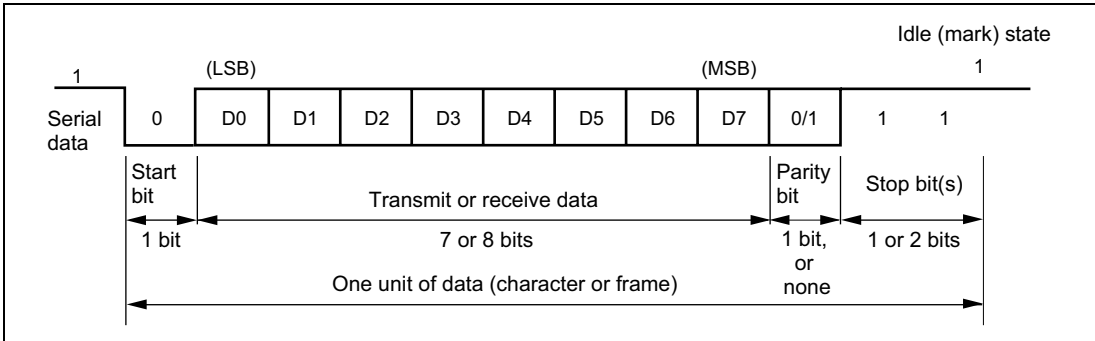 Idle (mark) state
1
(LSB)
(MSB)
1
Serial
data
0
D0
D1
D2
D3
D4
D5
D6
D7
0/1
1
1
Start
bit
Transmit or receive data
Parity
bit
Stop bit(s)
1 bit
7 or 8 bits
1 bit,
or
none
1 or 2 bits
One unit of data (character or frame)